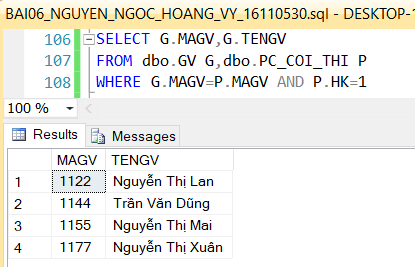 BAI06_NGUYEN_NGOC_HOANG_VY_16110530.sql - DESKTOP-
106 SELECT G.MAGV,G.TENGV
107 FROM dbo.GV G,dbo.PC_COI_THI P
108 WHERE G.MAGV=P.MAGV AND P.HK=1
100 %
Results Messages
MAGV TENGV
1 1122 Nguyễn Thị Lan
2 1144 Trần Văn Dũng
3 1155 Nguyễn Thị Mai
4 1177 Nguyễn Thị Xuân